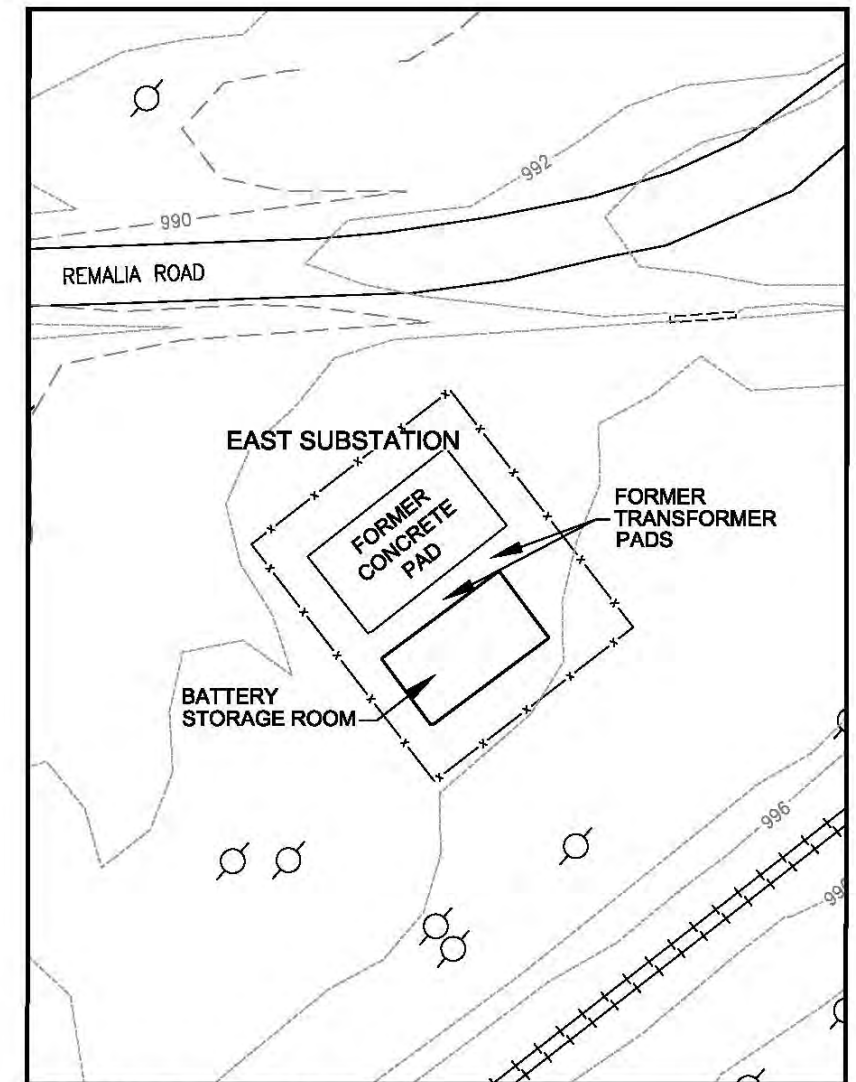 992
990
REMALIA ROAD
EAST SUBSTATION
FORMER
CONCRETE
PAD
FORMER
TRANSFORMER
PADS
BATTERY
STORAGE ROOM
996